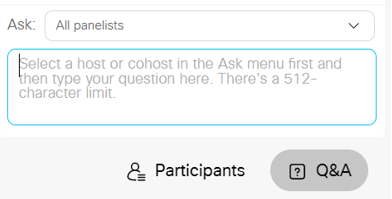 Ask: All panelists
Select a host or cohost in the Ask menu first and
then type your question here. There's a 512-
character limit.
Participants Q&A